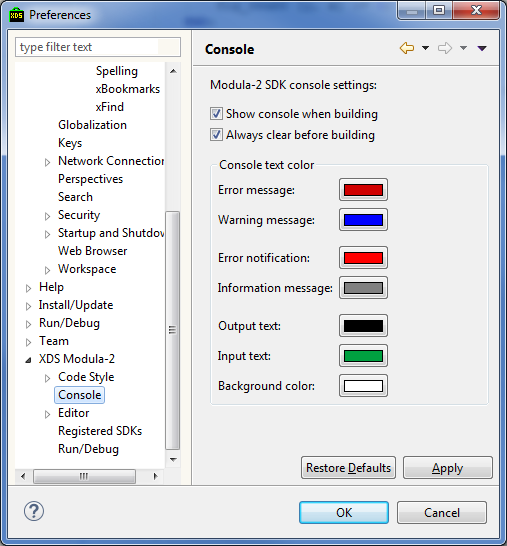 XDS Preferences
type filter text
Spelling
xBookmarks
xFind
Globalization
Keys
Network Connection
Perspectives
Search
Security
Startup and Shutdow
Web Browser
Workspace
Help
Install/Update
Run/Debug
Team
XDS Modula-2
Code Style
Console
Editor
Registered SDKs
Run/Debug
Console
Modula-2 SDK console settings:
Show console when building
Always clear before building
Console text color
Error message:
Warning message:
Error notification:
Information message:
Output text:
Input text:
Background color:
Restore Defaults Apply
? OK Cancel